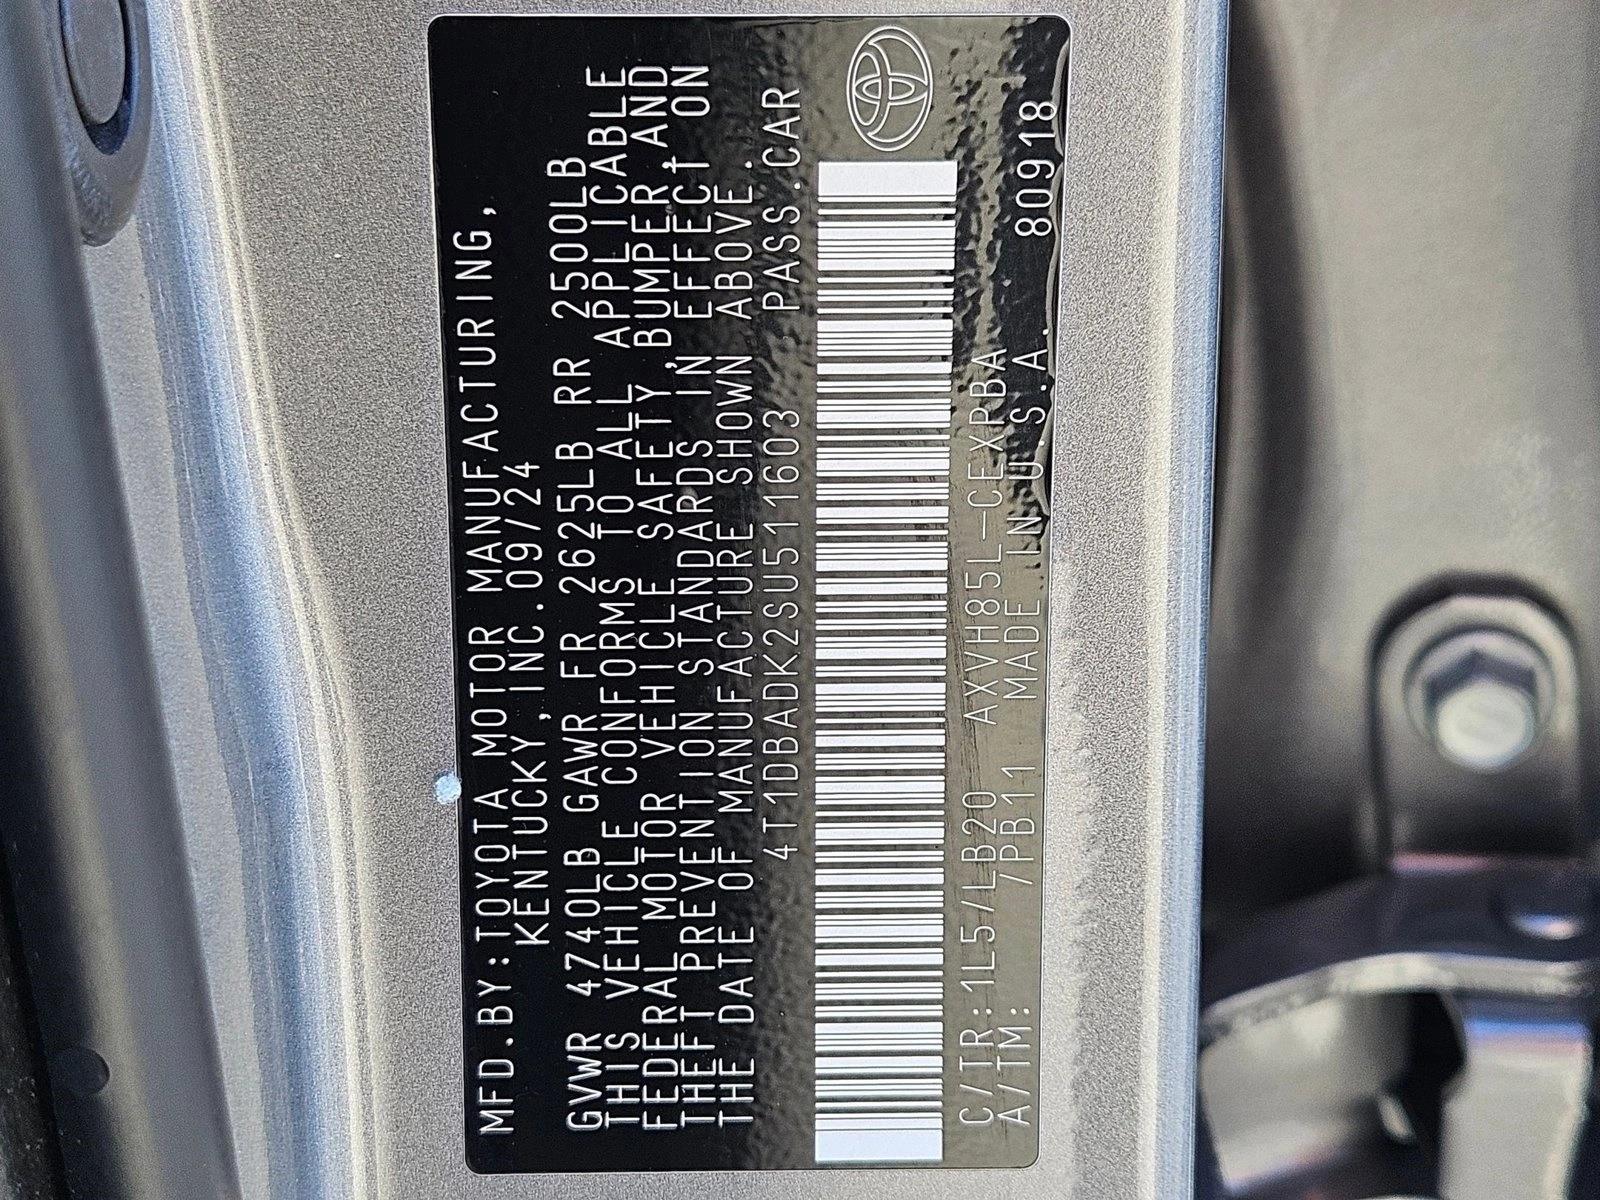 MFD.BY:TOYOTA MOTOR MANUFACTURING,
KENTUCKY,INC.09/24
GVWR 4740LB GAWR FR 2625LB RR 2500LB
THIS VEHICLE CONFORMS TO ALL APPLICABLE
FEDERAL MOTOR VEHICLE SAFETY,BUMPER,AND
THEFT PREVENTION STANDARDS IN EFFECT ON
THE DATE OF MANUFACTURE SHOWN ABOVE.
4T1DBADK2SU511603 PASS.CAR
C/TR:1L5/LB20 AXVH85L-CEXPBA
A/TM: /PB11 MADE IN U.S.A. 80918